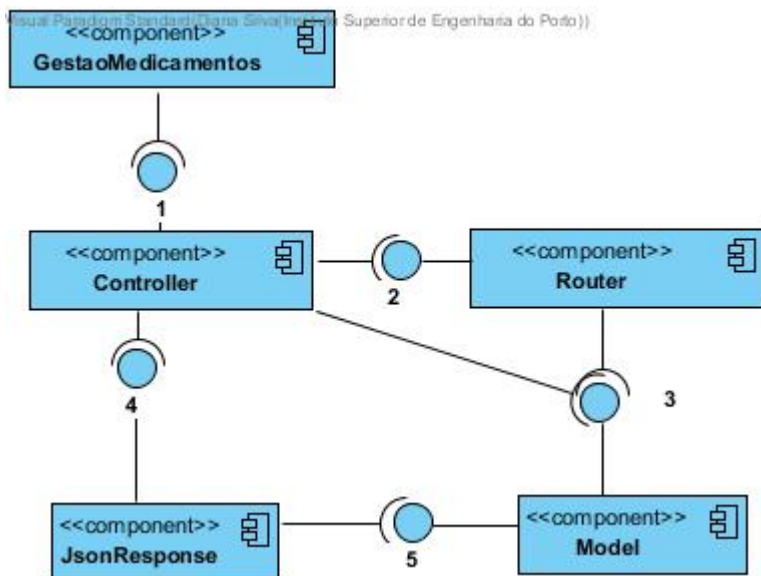 Visual Paradigm Standard(Diana Silva(Instituto Superior de Engenharia do Porto))
<<component>>
GestaoMedicamentos
1
<<component>>
Controller
2
<<component>>
Router
4
3
<<component>>
JsonResponse
5
<<component>>
Model